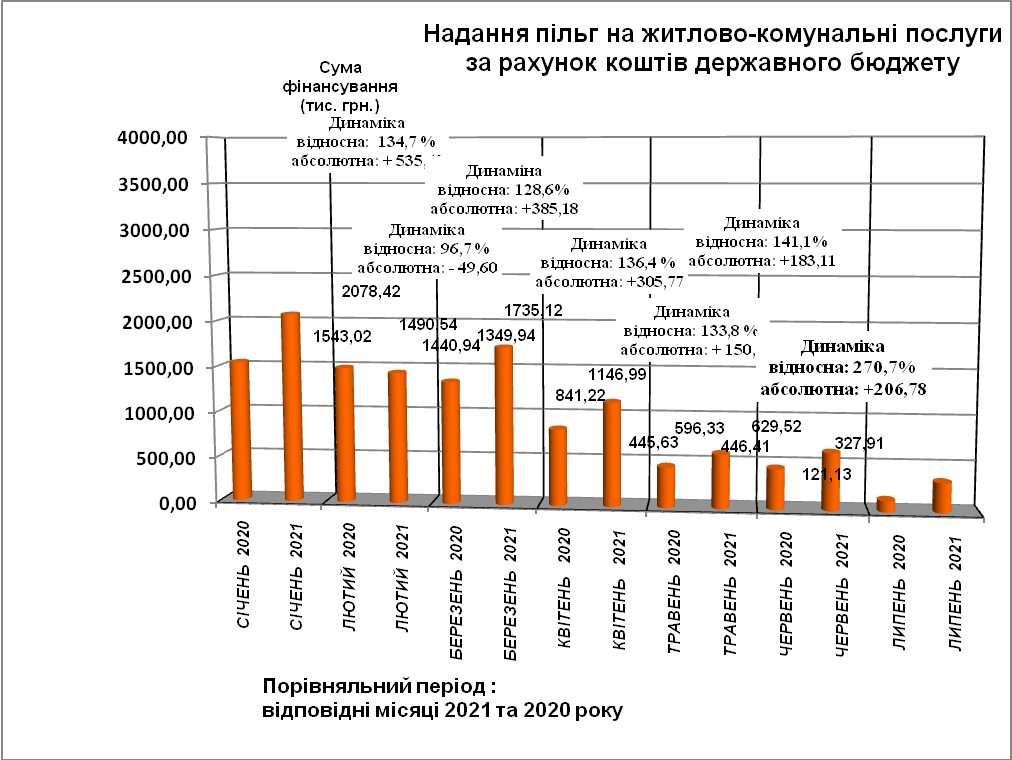 Надання пільг на житлово-комунальні послуги
за рахунок коштів державного бюджету
Сума
фінансування
(тис. грн.)
Динаміка
відносна: 134,7 %
абсолютна: + 535,
Динаміна
відносна: 128,6%
абсолютна: +385,18
Динаміка
відносна: 96,7 %
абсолютна: - 49,60
Динаміка
відносна: 136,4 %
абсолютна: +305,77
Динаміка
відносна: 141,1%
абсолютна: +183,11
Динаміка
відносна: 133,8 %
абсолютна: + 150,
Динаміка
відносна: 270,7%
абсолютна: +206,78
4000,00
3500,00
3000,00
2500,00
2000,00
1500,00
1000,00
500,00
0,00
1543,02
2078,42
1490,54
1440,94
1349,94
1735,12
841,22
1146,99
445,63
596,33
446,41
629,52
121,13
327,91
СІЧЕНЬ 2020
СІЧЕНЬ 2021
ЛЮТИЙ 2020
ЛЮТИЙ 2021
БЕРЕЗЕНЬ 2020
БЕРЕЗЕНЬ 2021
КВІТЕНЬ 2020
КВІТЕНЬ 2021
ТРАВЕНЬ 2020
ТРАВЕНЬ 2021
ЧЕРВЕНЬ 2020
ЧЕРВЕНЬ 2021
ЛИПЕНЬ 2020
ЛИПЕНЬ 2021
Порівняльний період :
відповідні місяці 2021 та 2020 року